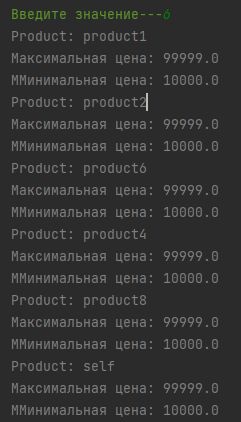 Введите значение---6
Product: product1
Максимальная цена: 99999.0
ММинимальная цена: 10000.0
Product: product2
Максимальная цена: 99999.0
ММинимальная цена: 10000.0
Product: product6
Максимальная цена: 99999.0
ММинимальная цена: 10000.0
Product: product4
Максимальная цена: 99999.0
ММинимальная цена: 10000.0
Product: product8
Максимальная цена: 99999.0
ММинимальная цена: 10000.0
Product: self
Максимальная цена: 99999.0
ММинимальная цена: 10000.0